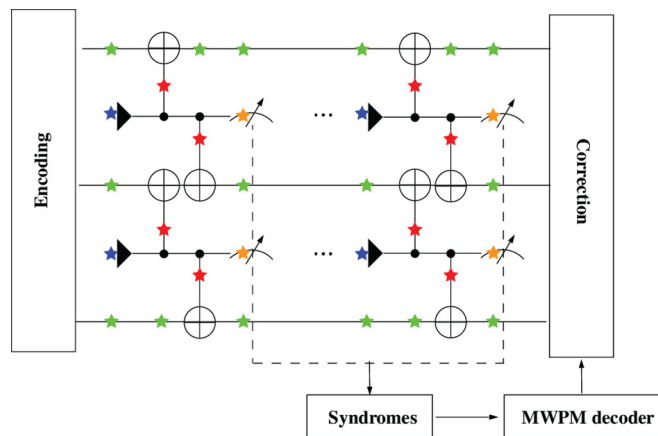 Encoding
...
...
Correction
Syndromes
MWPM decoder